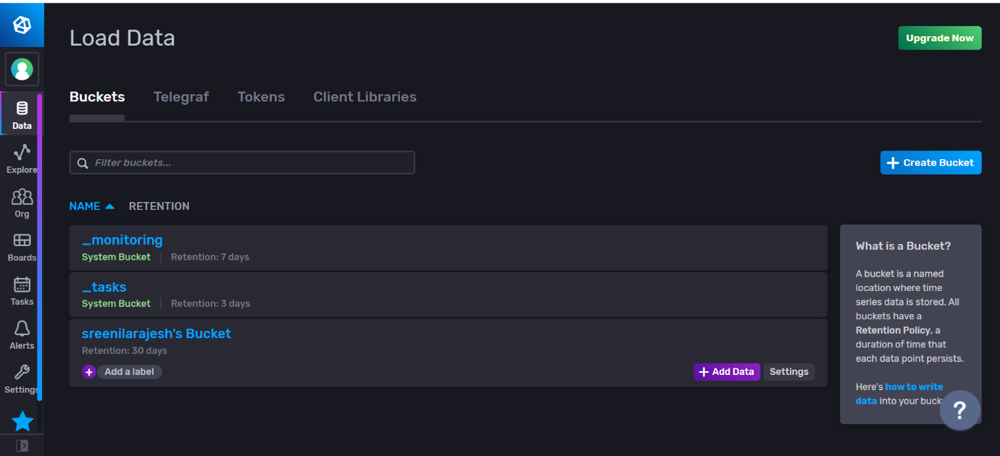 Load Data
Upgrade Now
Buckets
Telegraf
Tokens
Client Libraries
Filter buckets...
Create Bucket
NAME
RETENTION
_monitoring
System Bucket
Retention: 7 days
_tasks
System Bucket
Retention: 3 days
sreenilarajesh's Bucket
Retention: 30 days
+
Add a label
Add Data
Settings
What is a Bucket?
A bucket is a named
location where time
series data is stored. All
buckets have a
Retention Policy, a
duration of time that
each data point persists.
Here's how to write
data into your buck
?
Data
Explore
Org
Boards
Tasks
Alerts
Settings